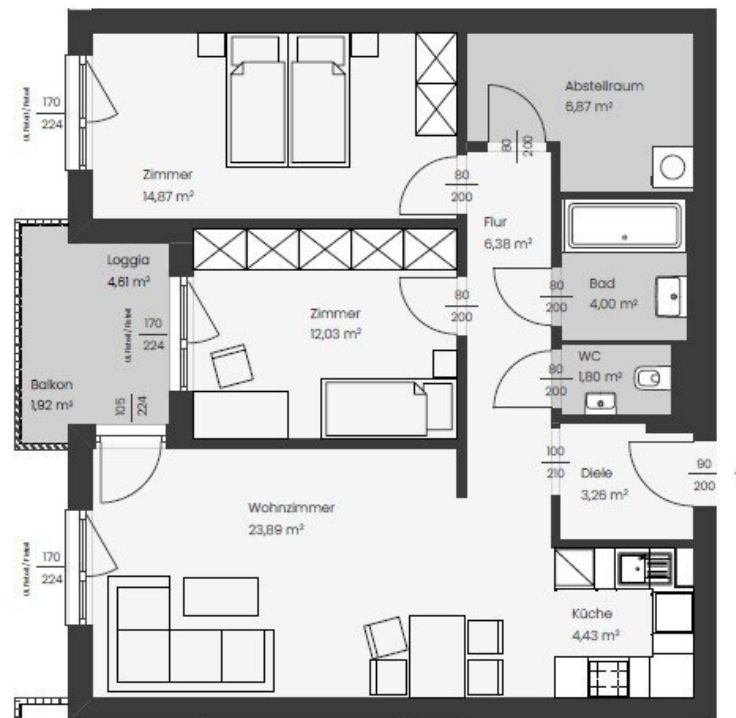 Abstellraum
6,87 m²
170
224
Zimmer
14,87 m²
80
200
80
200
Flur
6,38 m²
Loggia
4,61 m²
170
224
Zimmer
12,03 m²
80
200
80
200
Bad
4,00 m²
WC
1,80 m²
80
200
Balkon
1,92 m²
105
224
100
210
Diele
3,26 m²
90
200
Wohnzimmer
23,89 m²
170
224
Küche
4,43 m²